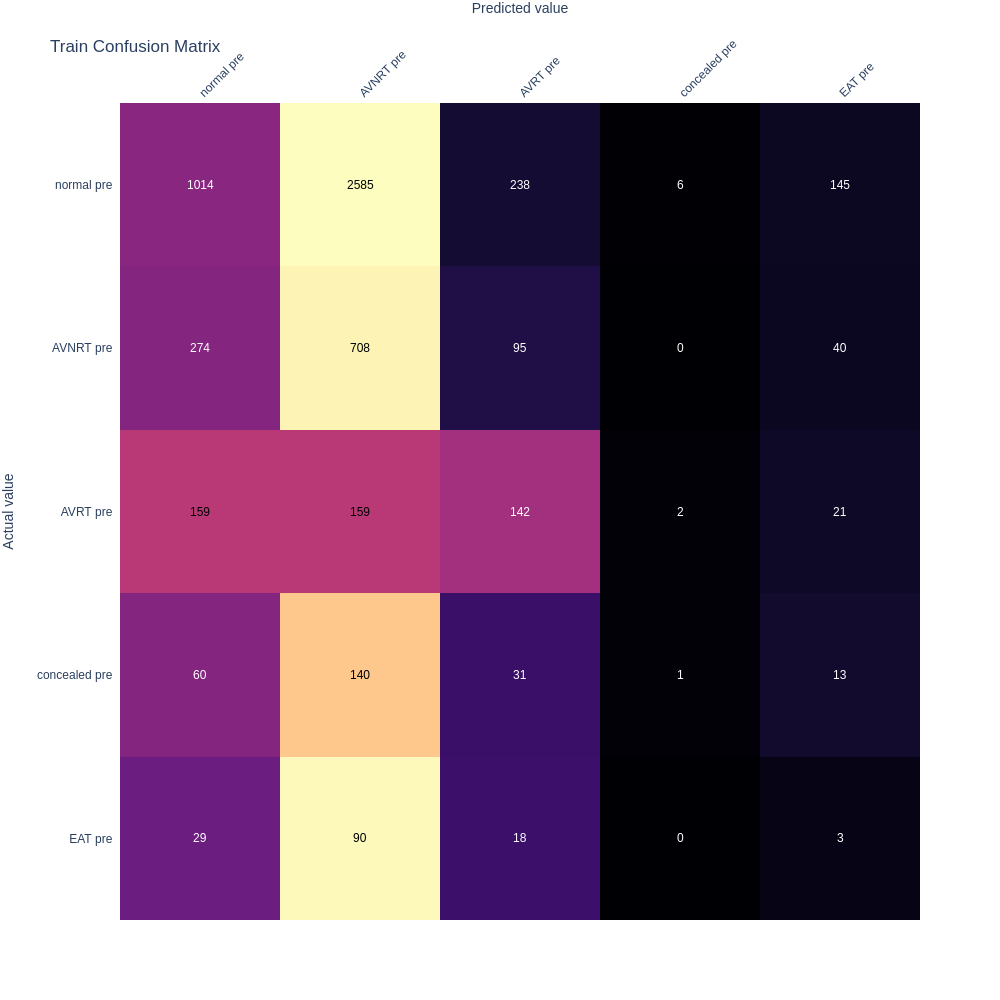 Predicted value
Train Confusion Matrix
normal pre AVNRT pre AVRT pre concealed pre EAT pre
normal pre 1014 2585 238 6 145
AVNRT pre 274 708 95 0 40
AVRT pre 159 159 142 2 21
concealed pre 60 140 31 1 13
EAT pre 29 90 18 0 3
Actual value